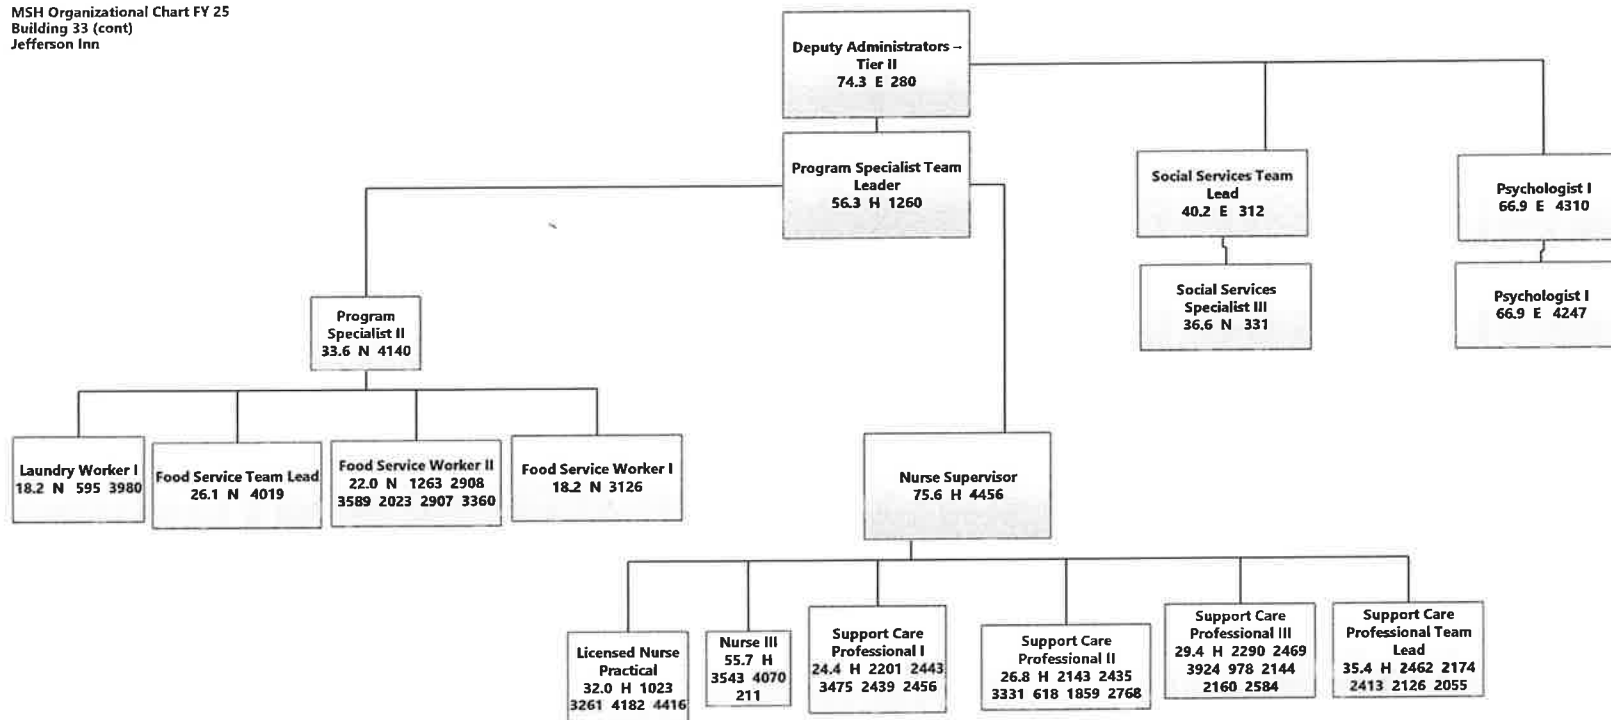 MSH Organizational Chart FY 25
Building 33 (cont)
Jefferson Inn
Deputy Administrators –
Tier II
74.3 E 280
Program Specialist Team
Leader
56.3 H 1260
Social Services Team
Lead
40.2 E 312
Psychologist I
66.9 E 4310
Social Services
Specialist III
36.6 N 331
Psychologist I
66.9 E 4247
Program
Specialist II
33.6 N 4140
Laundry Worker I
18.2 N 595 3980
Food Service Team Lead
26.1 N 4019
Food Service Worker II
22.0 N 1263 2908
3589 2023 2907 3360
Food Service Worker I
18.2 N 3126
Nurse Supervisor
75.6 H 4456
Licensed Nurse
Practical
32.0 H 1023
3261 4182 4416
Nurse III
55.7 H
3543 4070
211
Support Care
Professional I
24.4 H 2201 2443
3475 2439 2456
Support Care
Professional II
26.8 H 2143 2435
3331 618 1859 2768
Support Care
Professional III
29.4 H 2290 2469
3924 978 2144
2160 2584
Support Care
Professional Team
Lead
35.4 H 2462 2174
2413 2126 2055